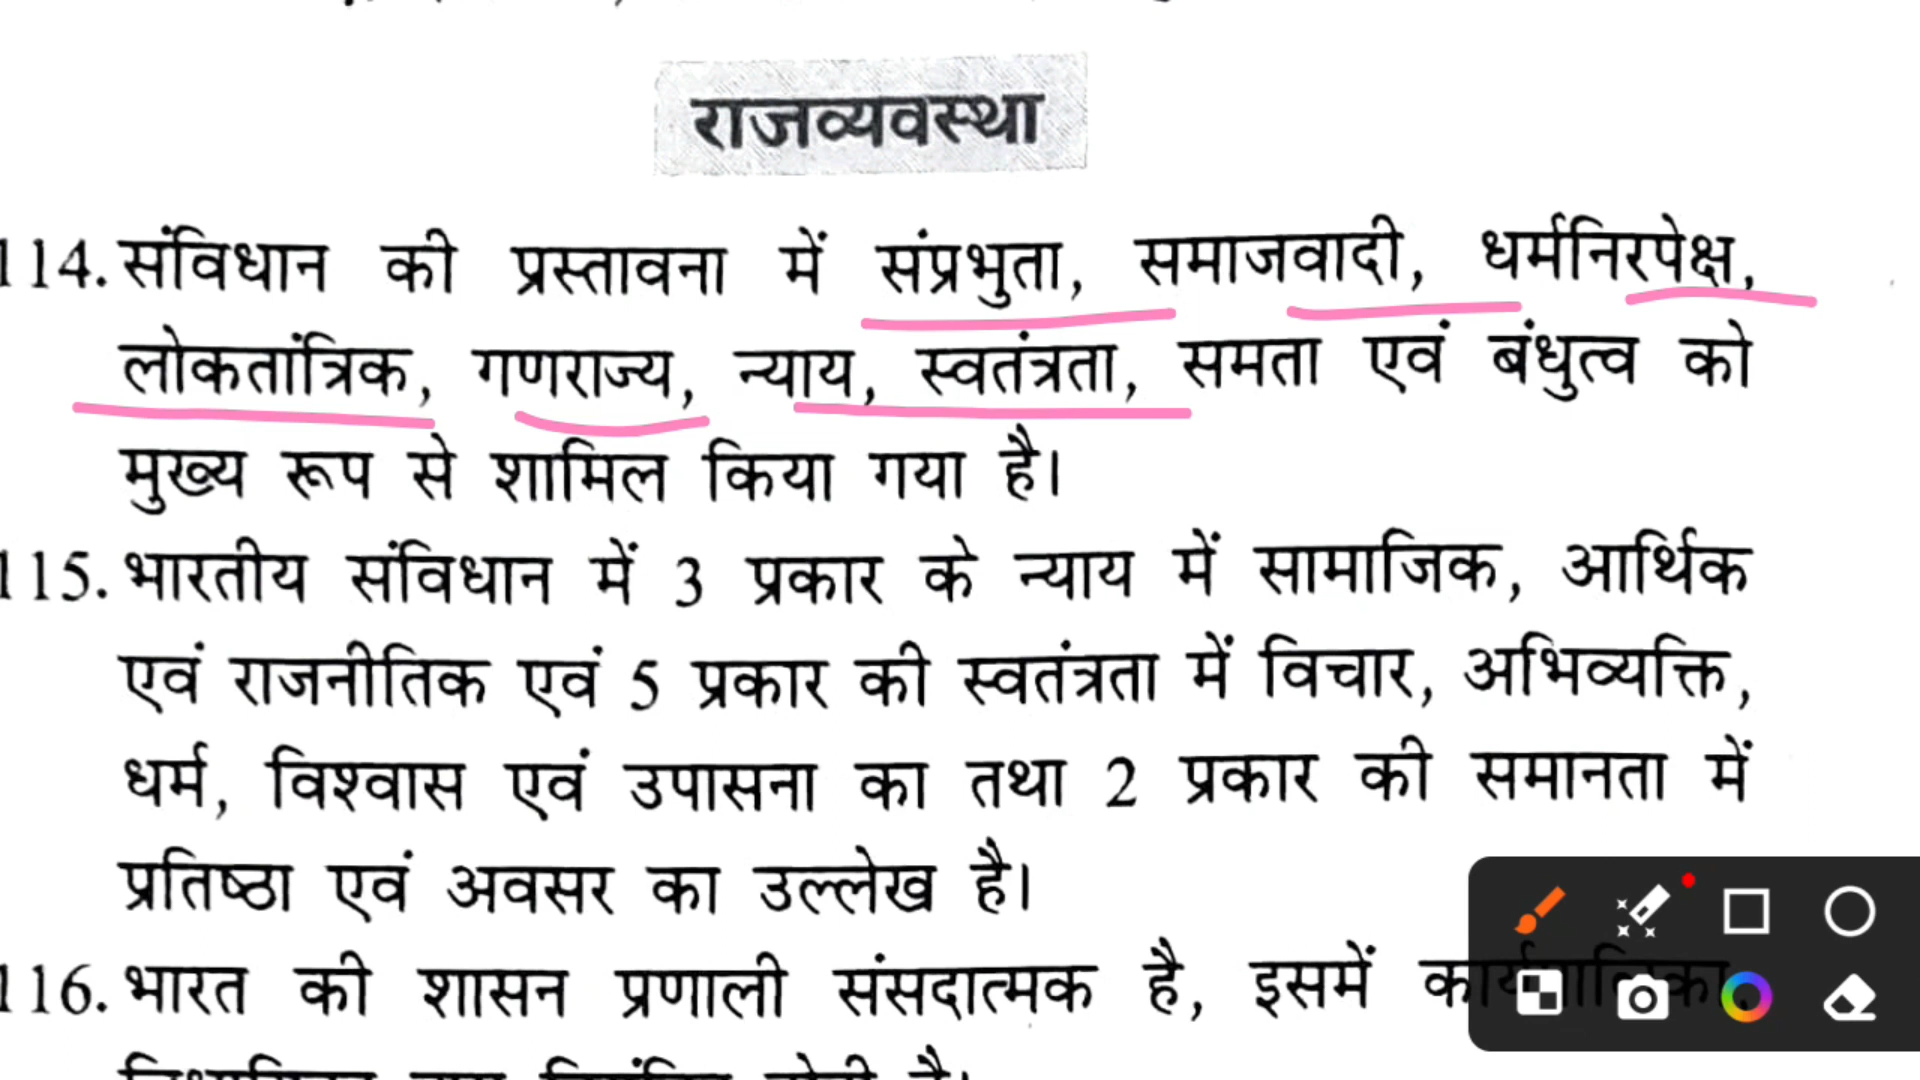 राजव्यवस्था
114. संविधान की प्रस्तावना में संप्रभुता, समाजवादी, धर्मनिरपेक्ष,
लोकतांत्रिक, गणराज्य, न्याय, स्वतंत्रता, समता एवं बंधुत्व को
मुख्य रूप से शामिल किया गया है।
115. भारतीय संविधान में 3 प्रकार के न्याय में सामाजिक, आर्थिक
एवं राजनीतिक एवं 5 प्रकार की स्वतंत्रता में विचार, अभिव्यक्ति,
धर्म, विश्वास एवं उपासना का तथा 2 प्रकार की समानता में
प्रतिष्ठा एवं अवसर का उल्लेख है।
116. भारत की शासन प्रणाली संसदात्मक है, इसमें कार्यपालिका,